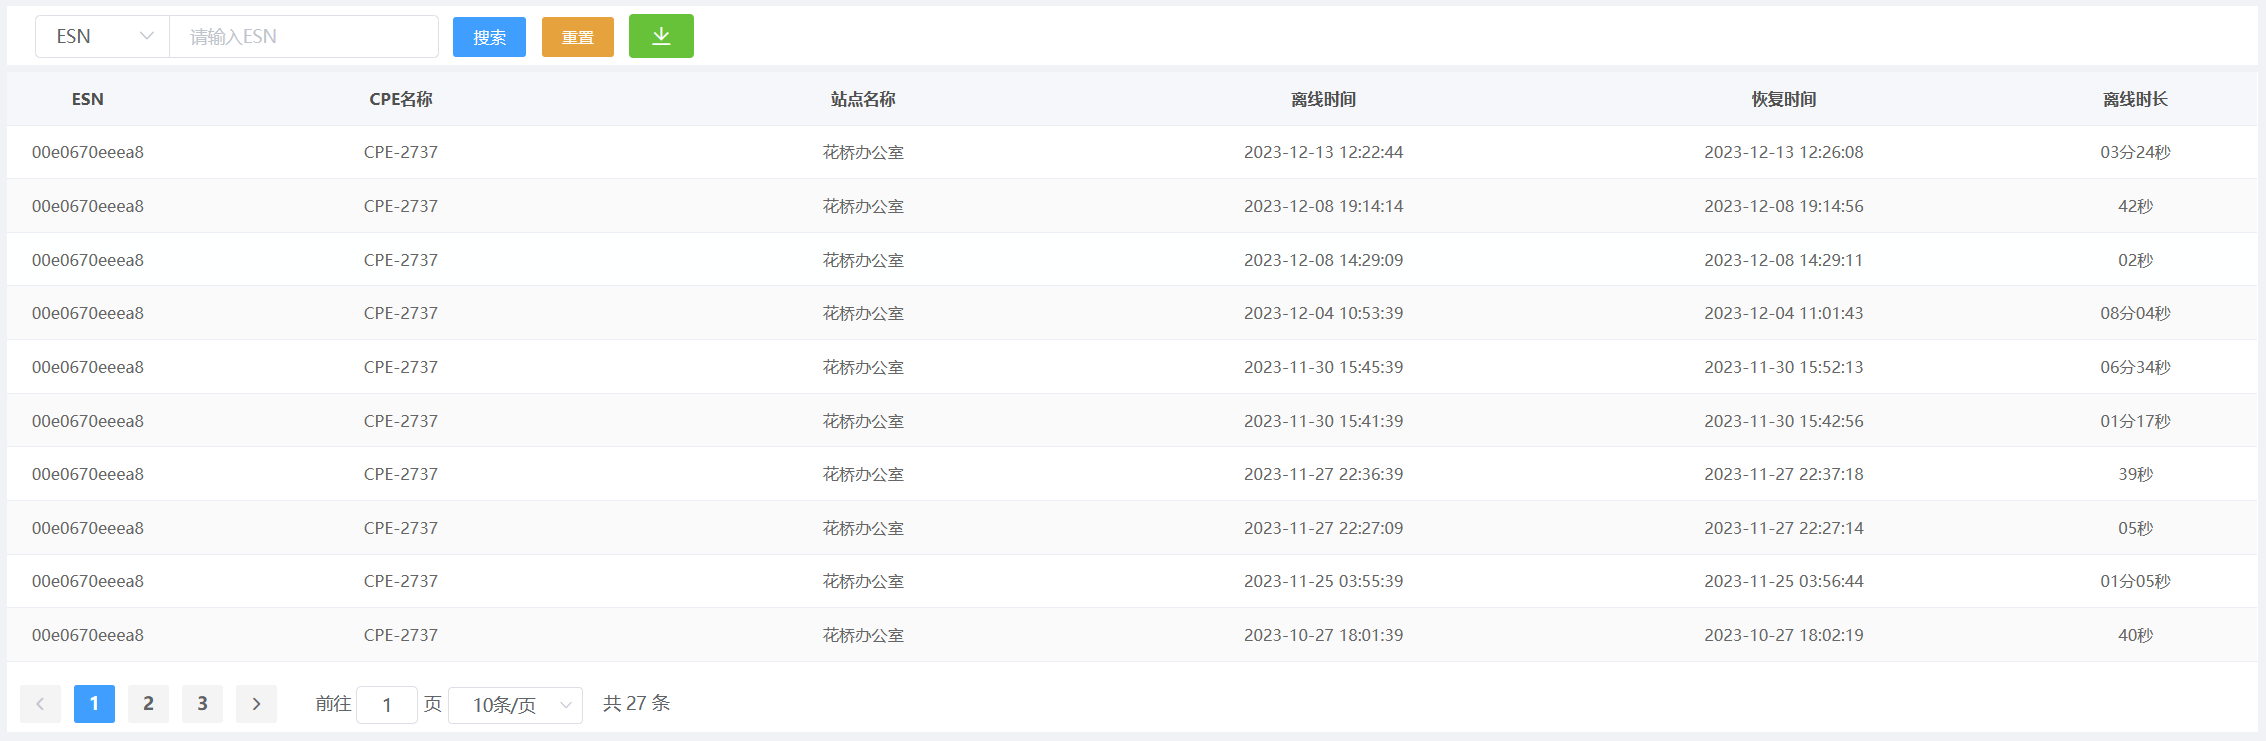 ESN 请输入ESN 搜索 重置
ESN CPE名称 站点名称 离线时间 恢复时间 离线时长
00e0670eeea8 CPE-2737 花桥办公室 2023-12-13 12:22:44 2023-12-13 12:26:08 03分24秒
00e0670eeea8 CPE-2737 花桥办公室 2023-12-08 19:14:14 2023-12-08 19:14:56 42秒
00e0670eeea8 CPE-2737 花桥办公室 2023-12-08 14:29:09 2023-12-08 14:29:11 02秒
00e0670eeea8 CPE-2737 花桥办公室 2023-12-04 10:53:39 2023-12-04 11:01:43 08分04秒
00e0670eeea8 CPE-2737 花桥办公室 2023-11-30 15:45:39 2023-11-30 15:52:13 06分34秒
00e0670eeea8 CPE-2737 花桥办公室 2023-11-30 15:41:39 2023-11-30 15:42:56 01分17秒
00e0670eeea8 CPE-2737 花桥办公室 2023-11-27 22:36:39 2023-11-27 22:37:18 39秒
00e0670eeea8 CPE-2737 花桥办公室 2023-11-27 22:27:09 2023-11-27 22:27:14 05秒
00e0670eeea8 CPE-2737 花桥办公室 2023-11-25 03:55:39 2023-11-25 03:56:44 01分05秒
00e0670eeea8 CPE-2737 花桥办公室 2023-10-27 18:01:39 2023-10-27 18:02:19 40秒
1 2 3 前往 1 页 10条/页 共 27 条